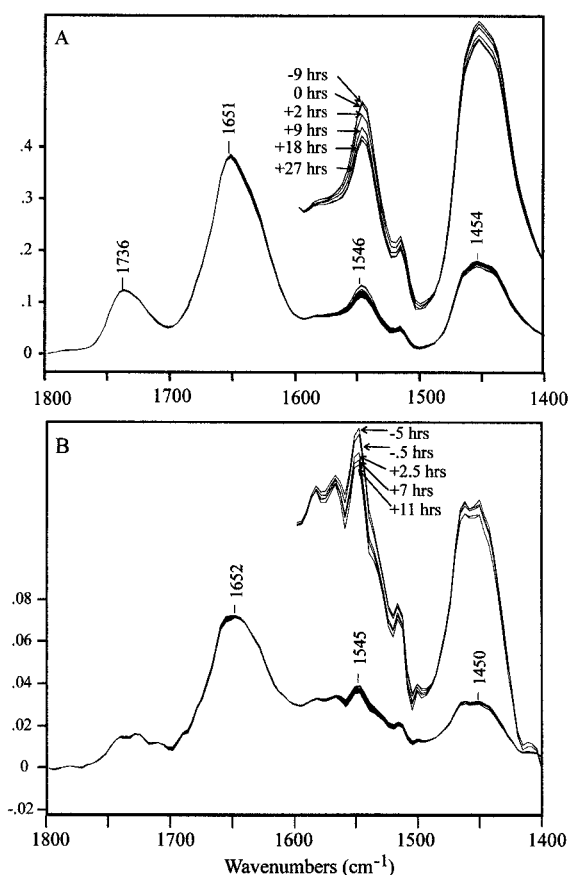 A
-9 hrs
0 hrs
+2 hrs
+9 hrs
+18 hrs
+27 hrs
1736
1651
1546
1454
.4
.3
.2
.1
0
1800 1700 1600 1500 1400
B
-5 hrs
-.5 hrs
+2.5 hrs
+7 hrs
+11 hrs
1652
1545
1450
.08
.06
.04
.02
0
-.02
1800 1700 1600 1500 1400
Wavenumbers (cm-1)